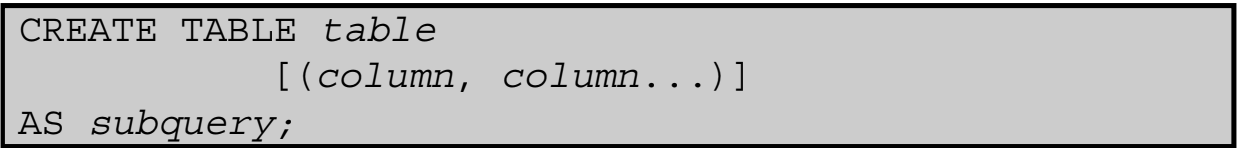 CREATE TABLE table
[(column, column...)]
AS subquery;